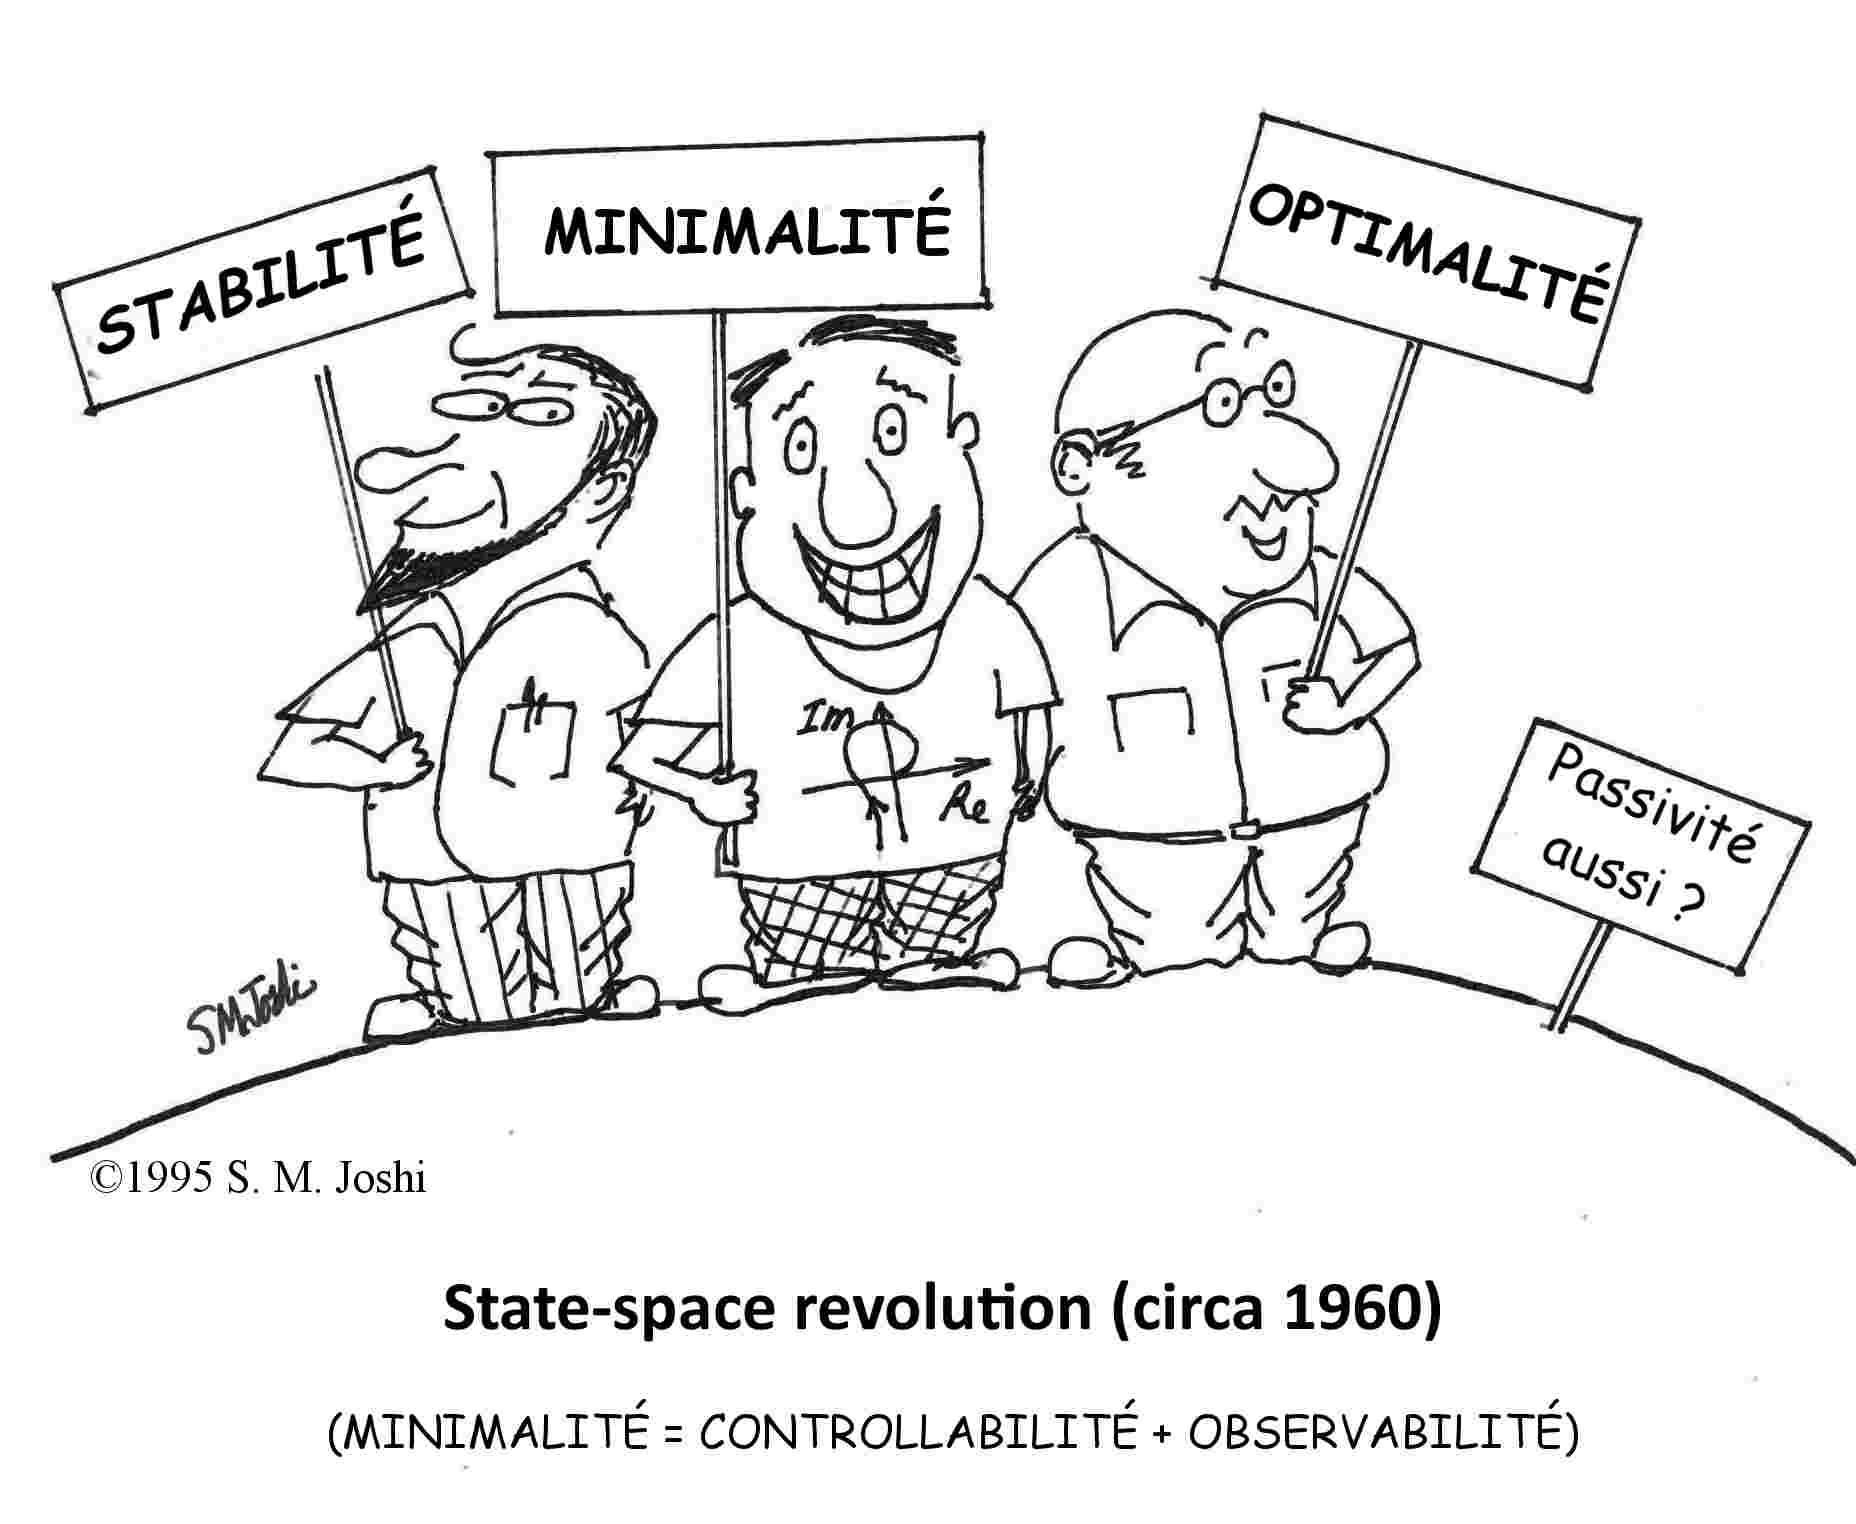 STABILITÉ
MINIMALITÉ
OPTIMALITÉ
Im
Re
Passivité
aussi ?
SMJoshi
©1995 S. M. Joshi
State-space revolution (circa 1960)
(MINIMALITÉ = CONTROLLABILITÉ + OBSERVABILITÉ)